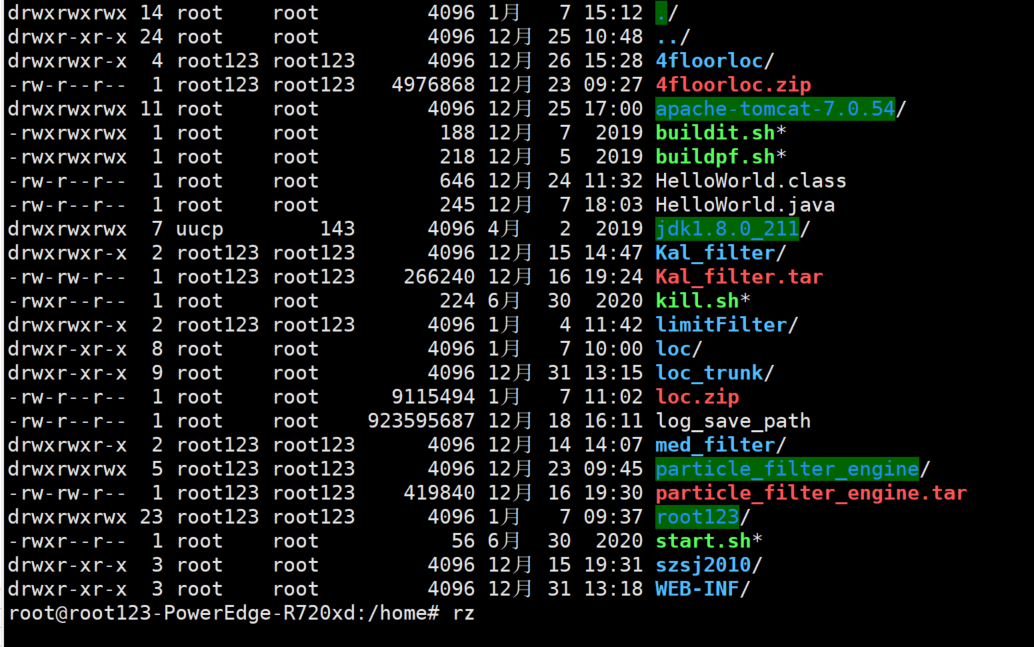 drwxrwxrwx 14 root    root         4096 1月   7 15:12 ./
drwxr-xr-x 24 root    root         4096 12月 25 10:48 ../
drwxrwxr-x  4 root123 root123      4096 12月 26 15:28 4floorloc/
-rw-r--r--  1 root123 root123   4976868 12月 23 09:27 4floorloc.zip
drwxrwxrwx 11 root    root         4096 12月 25 17:00 apache-tomcat-7.0.54/
-rwxrwxrwx  1 root    root          188 12月  7  2019 buildit.sh*
-rwxrwxrwx  1 root    root          218 12月  5  2019 buildpf.sh*
-rw-r--r--  1 root    root          646 12月 24 11:32 HelloWorld.class
-rw-r--r--  1 root    root          245 12月  7 18:03 HelloWorld.java
drwxrwxrwx  7 uucp        143      4096 4月   2  2019 jdk1.8.0_211/
drwxrwxr-x  2 root123 root123      4096 12月 15 14:47 Kal_filter/
-rw-rw-r--  1 root123 root123    266240 12月 16 19:24 Kal_filter.tar
-rwxr--r--  1 root    root          224 6月  30  2020 kill.sh*
drwxrwxr-x  2 root123 root123      4096 1月   4 11:42 limitFilter/
drwxr-xr-x  8 root    root         4096 1月   7 10:00 loc/
drwxr-xr-x  9 root    root         4096 12月 31 13:15 loc_trunk/
-rw-r--r--  1 root    root      9115494 1月   7 11:02 loc.zip
-rw-r--r--  1 root    root    923595687 12月 18 16:11 log_save_path
drwxrwxr-x  2 root123 root123      4096 12月 14 14:07 med_filter/
drwxrwxrwx  5 root123 root123      4096 12月 23 09:45 particle_filter_engine/
-rw-rw-r--  1 root123 root123    419840 12月 16 19:30 particle_filter_engine.tar
drwxrwxrwx 23 root123 root123      4096 1月   7 09:37 root123/
-rwxr--r--  1 root    root           56 6月  30  2020 start.sh*
drwxr-xr-x  3 root    root         4096 12月 15 19:31 szsj2010/
drwxr-xr-x  3 root    root         4096 12月 31 13:18 WEB-INF/
root@root123-PowerEdge-R720xd:/home# rz